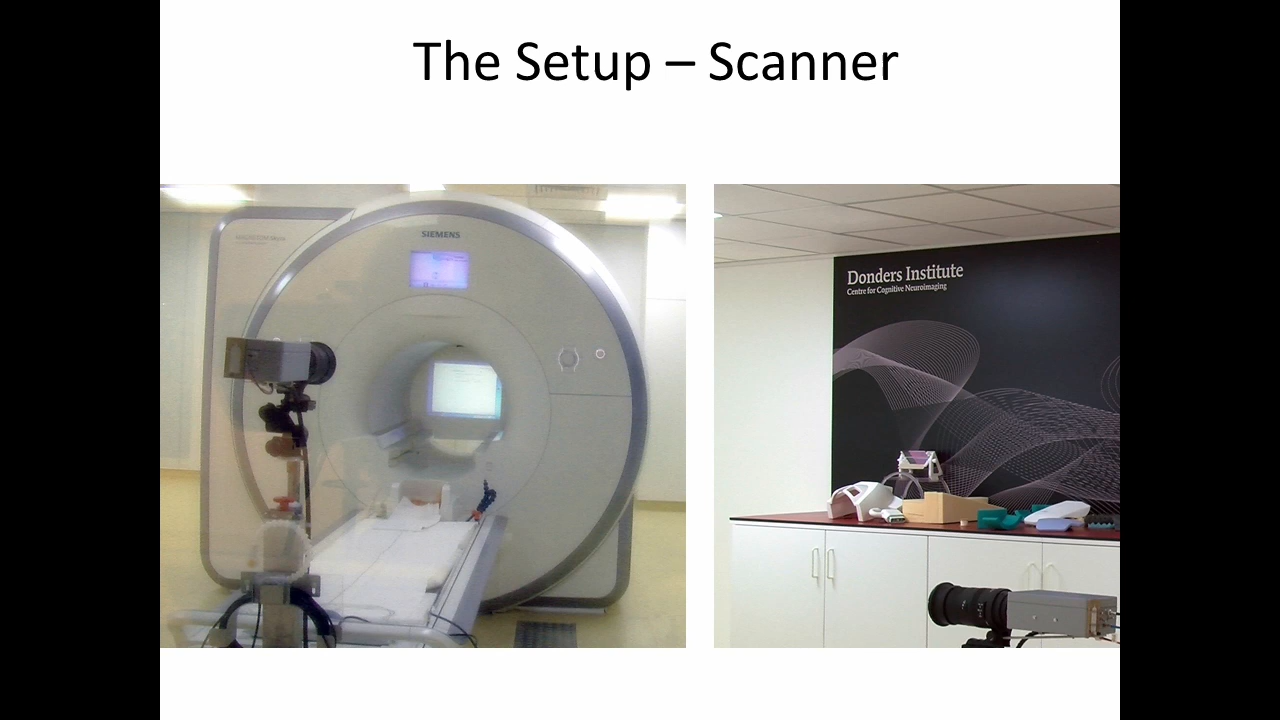 The Setup – Scanner
SIEMENS
Donders Institute
Centre for Cognitive Neuroimaging